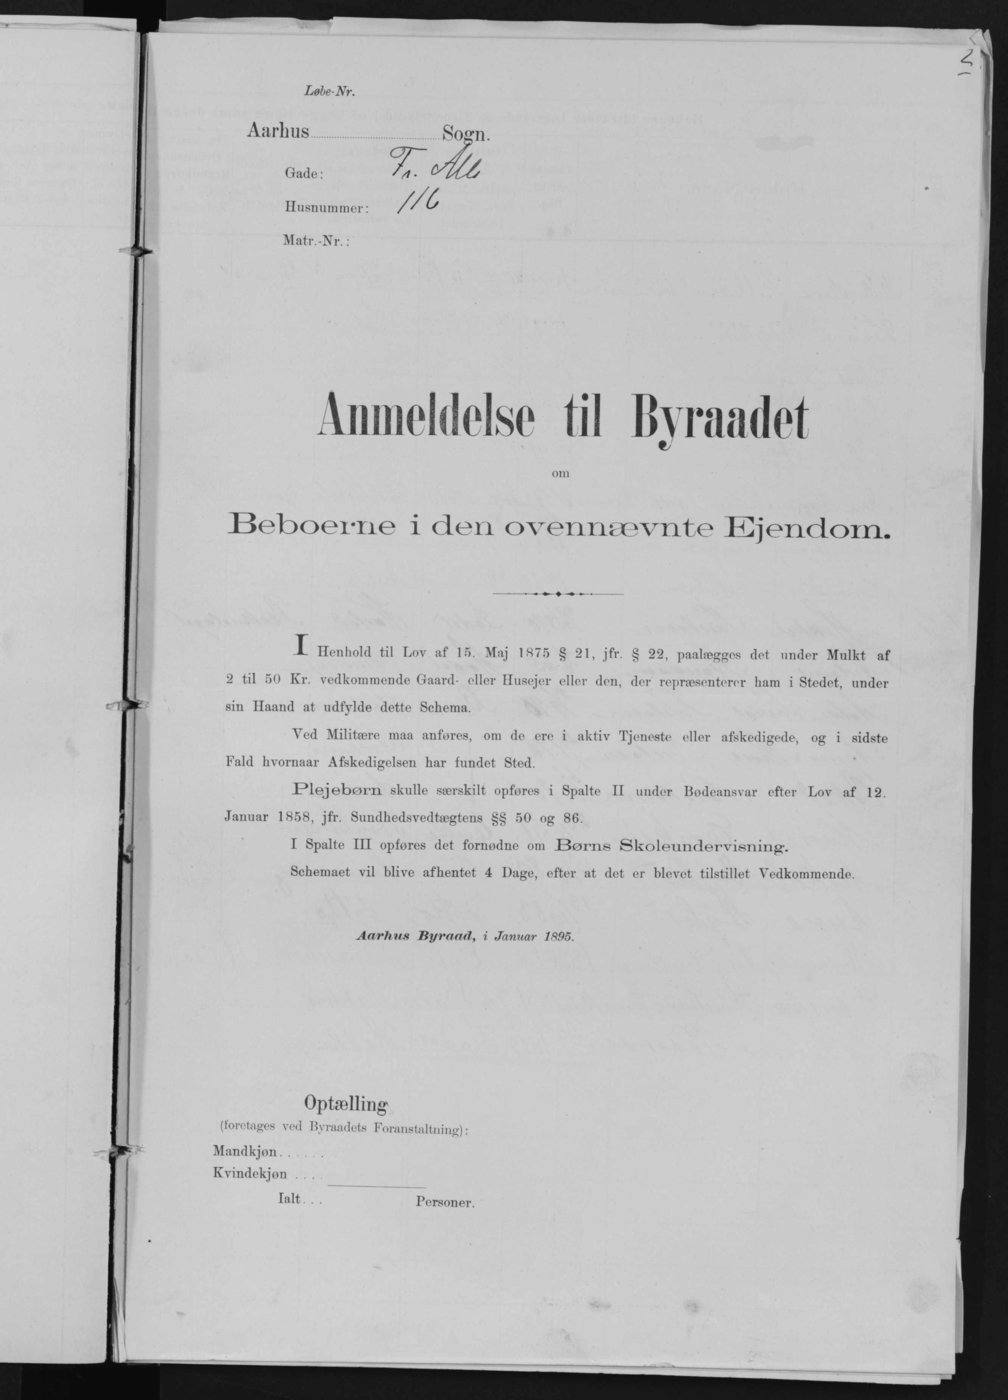 2
Løbe-Nr.
Aarhus Sogn.
Gade: Fr. Alle
Husnummer: 116
Matr.-Nr.:
Anmeldelse til Byraadet
om
Beboerne i den ovennævnte Ejendom.
I Henhold til Lov af 15. Maj 1875 § 21, jfr. § 22, paalægges det under Mulkt af
2 til 50 Kr. vedkommende Gaard- eller Husejer eller den, der repræsenterer ham i Stedet, under
sin Haand at udfylde dette Schema.
Ved Militære maa anføres, om de ere i aktiv Tjeneste eller afskedigede, og i sidste
Fald hvornaar Afskedigelsen har fundet Sted.
Plejebørn skulle særskilt opføres i Spalte II under Bødeansvar efter Lov af 12.
Januar 1858, jfr. Sundhedsvedtægtens §§ 50 og 86.
I Spalte III opføres det fornødne om Børns Skoleundervisning.
Schemaet vil blive afhentet 4 Dage, efter at det er blevet tilstillet Vedkommende.
Aarhus Byraad, i Januar 1895.
Optælling
(foretages ved Byraadets Foranstaltning):
Mandkjøn. . . . . .
Kvindekjøn . . . .
Ialt. . . Personer.